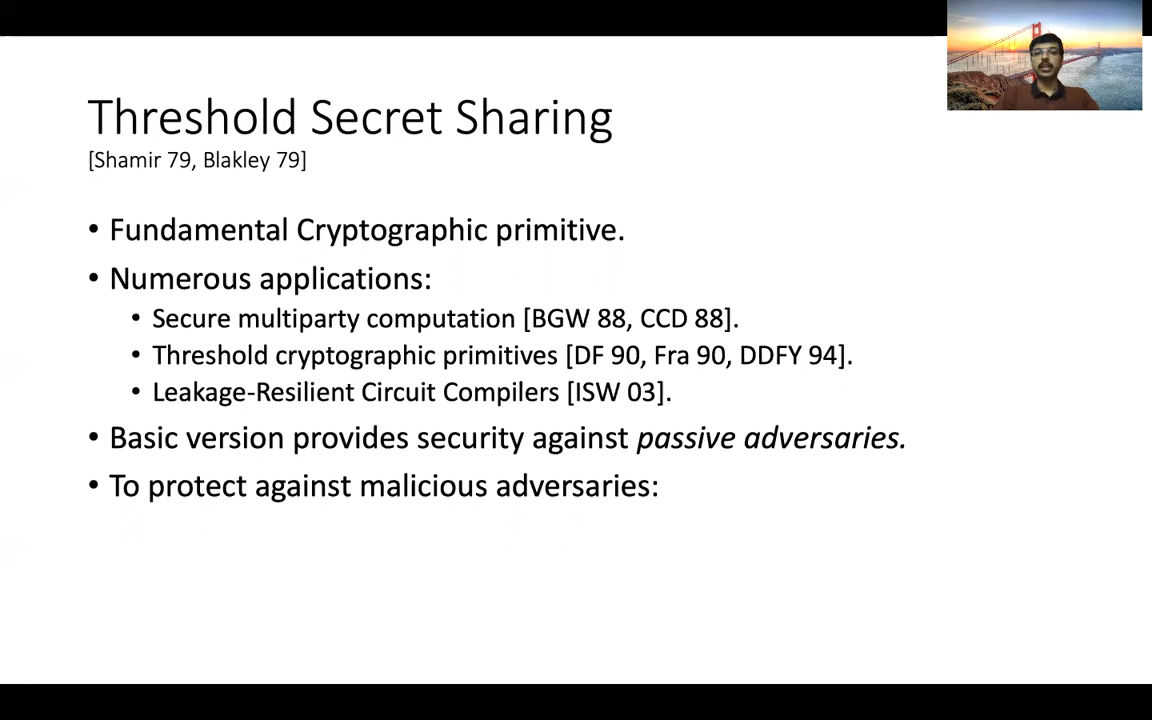 Threshold Secret Sharing
[Shamir 79, Blakley 79]
• Fundamental Cryptographic primitive.
• Numerous applications:
• Secure multiparty computation [BGW 88, CCD 88].
• Threshold cryptographic primitives [DF 90, Fra 90, DDFY 94].
• Leakage-Resilient Circuit Compilers [ISW 03].
• Basic version provides security against passive adversaries.
• To protect against malicious adversaries: